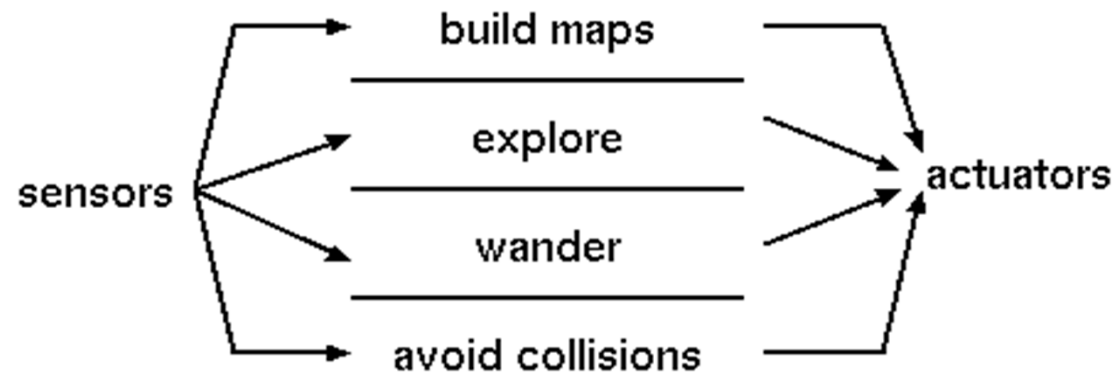 build maps
explore
sensors
actuators
wander
avoid collisions